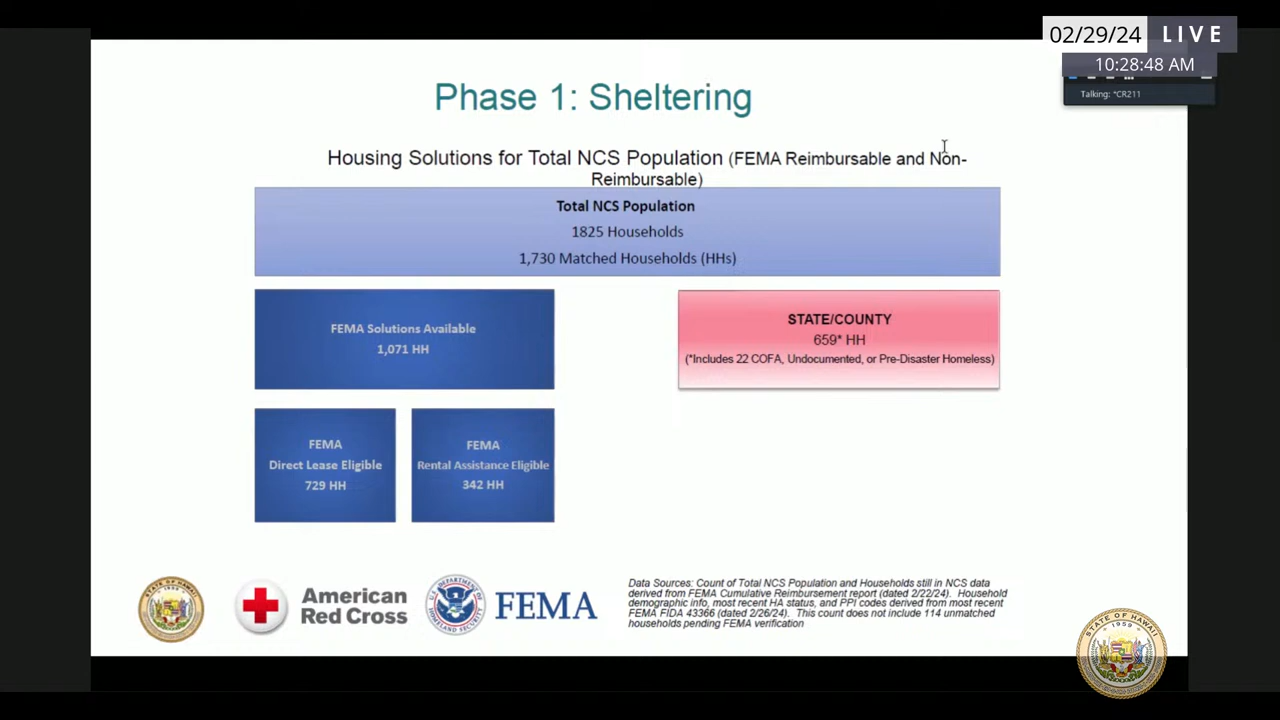 02/29/24 LIVE
10:28:48 AM
Talking: *CR211
Phase 1: Sheltering
Housing Solutions for Total NCS Population (FEMA Reimbursable and Non-
Reimbursable)
Total NCS Population
1825 Households
1,730 Matched Households (HHs)
FEMA Solutions Available
1,071 HH
STATE/COUNTY
659* HH
(*Includes 22 COFA, Undocumented, or Pre-Disaster Homeless)
FEMA
Direct Lease Eligible
729 HH
FEMA
Rental Assistance Eligible
342 HH
American
Red Cross
FEMA
Data Sources: Count of Total NCS Population and Households still in NCS data
derived from FEMA Cumulative Reimbursement report (dated 2/22/24). Household
demographic info, most recent HA status, and PPI codes derived from most recent
FEMA FIDA 43366 (dated 2/26/24). This count does not include 114 unmatched
households pending FEMA verification
STATE OF HAWAII
1959